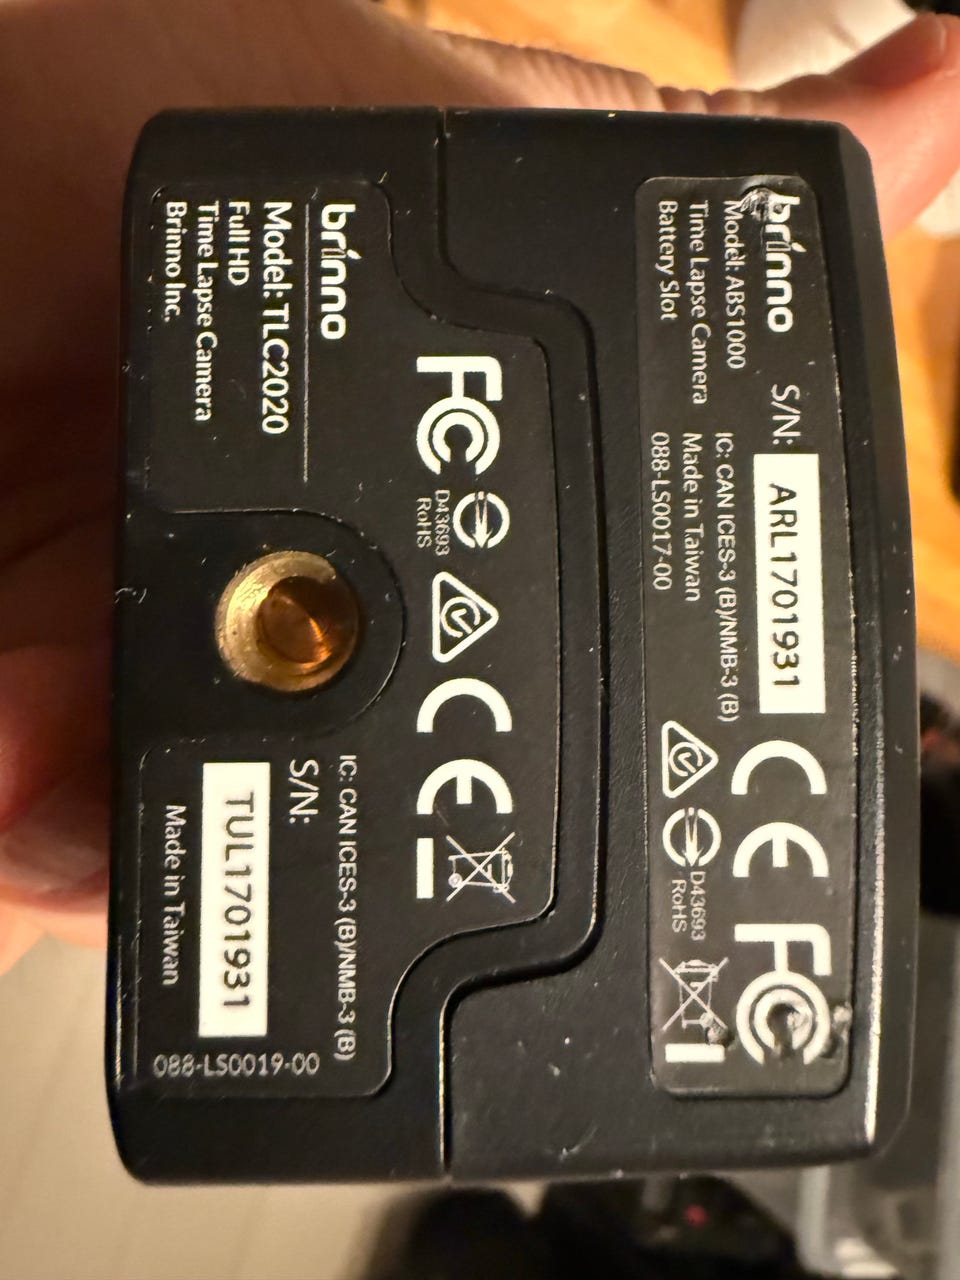 brinno
Model: ABS1000
Time Lapse Camera
Battery Slot
S/N: ARL1701931
IC: CAN ICES-3 (B)/NMB-3 (B)
Made in Taiwan
088-LS0017-00
CE
FC
D43693
RoHS
brinno
Model: TLC2020
Full HD
Time Lapse Camera
Brinno Inc.
FC
D43693
RoHS
CE
IC: CAN ICES-3 (B)/NMB-3 (B)
S/N:
TUL1701931
Made in Taiwan
088-LS0019-00